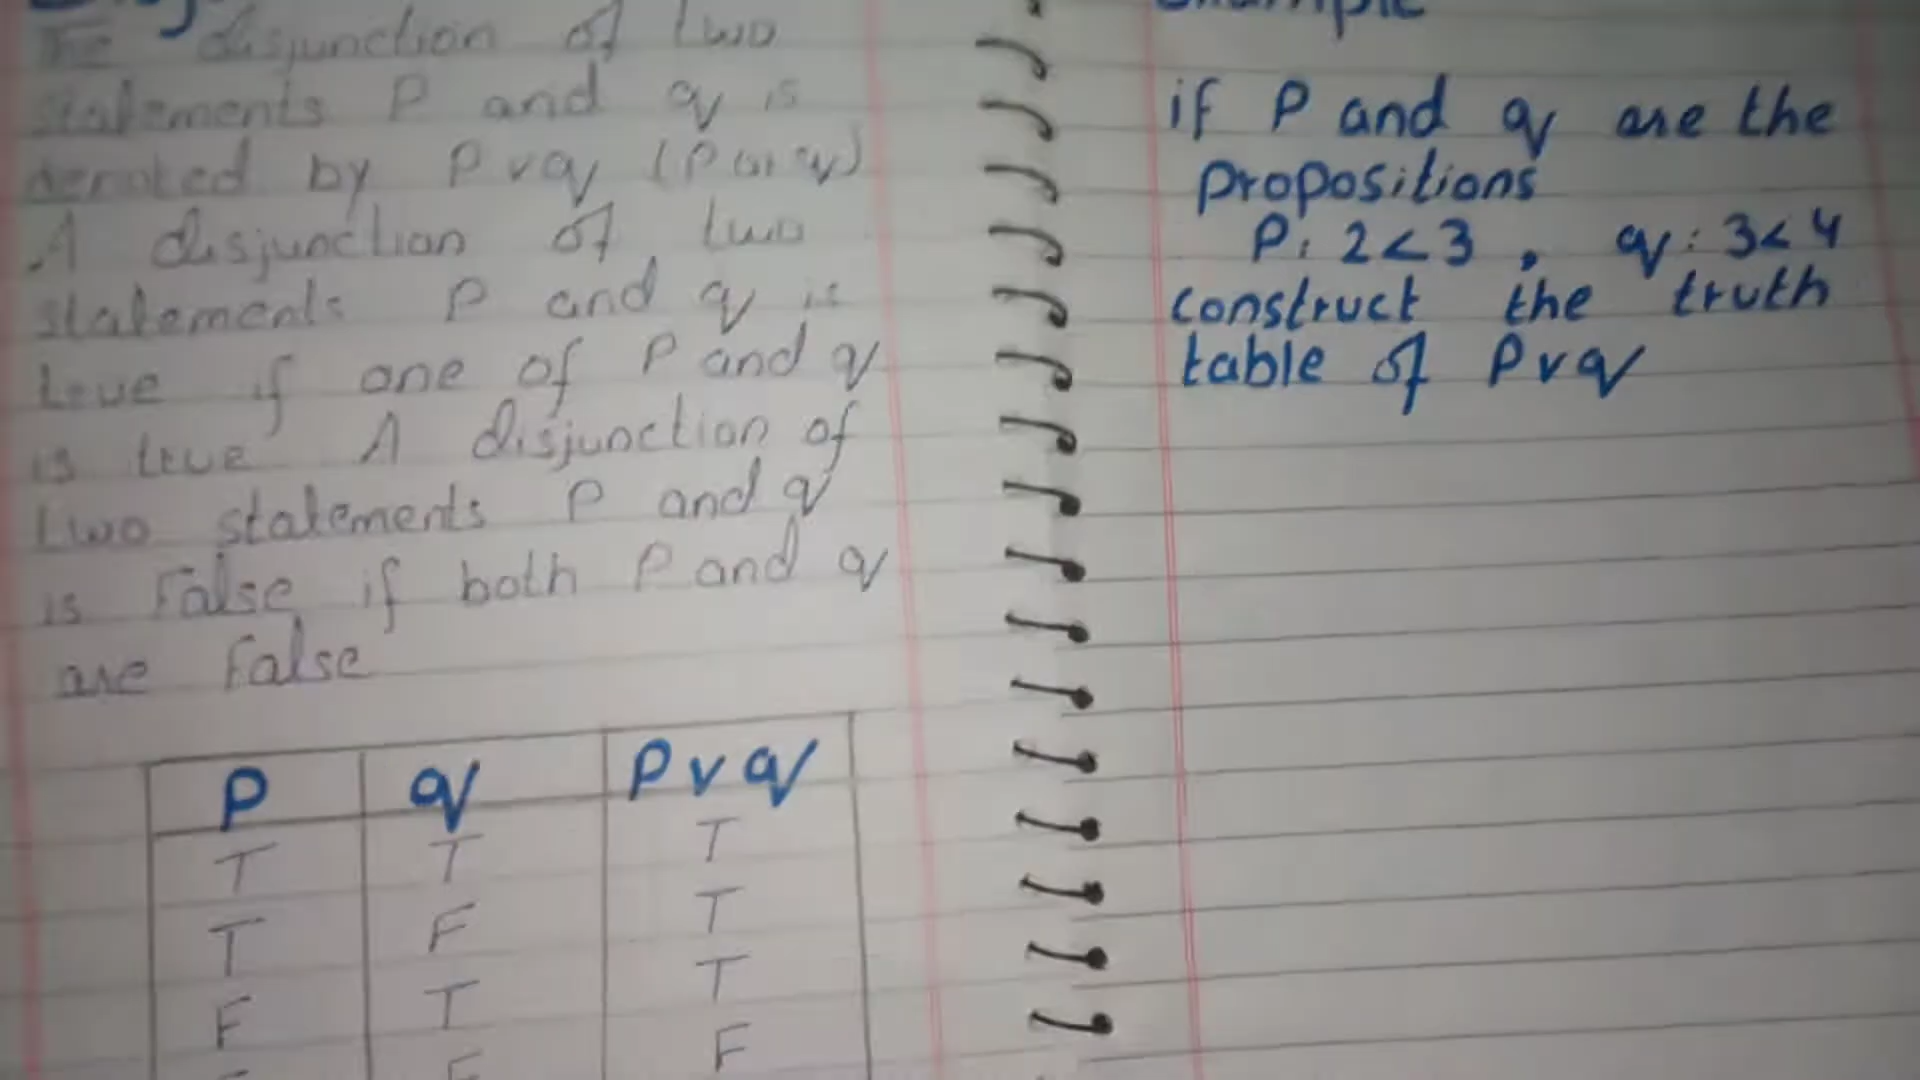 The disjunction of two
statements P and q is
denoted by P v q (P or q)
A disjunction of two
statements P and q is
true if one of P and q
is true A disjunction of
two statements P and q
is False if both P and q
are False
P q P v q
T T T
T F T
F T T
F F
Example
if P and q are the
propositions
P: 2 < 3 , q: 3 < 4
construct the truth
table of P v q